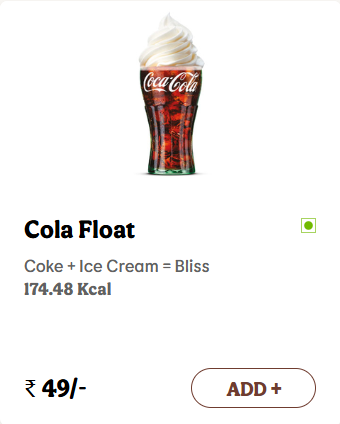 Coca-Cola
Cola Float
Coke + Ice Cream = Bliss
174.48 Kcal
₹ 49/-
ADD +